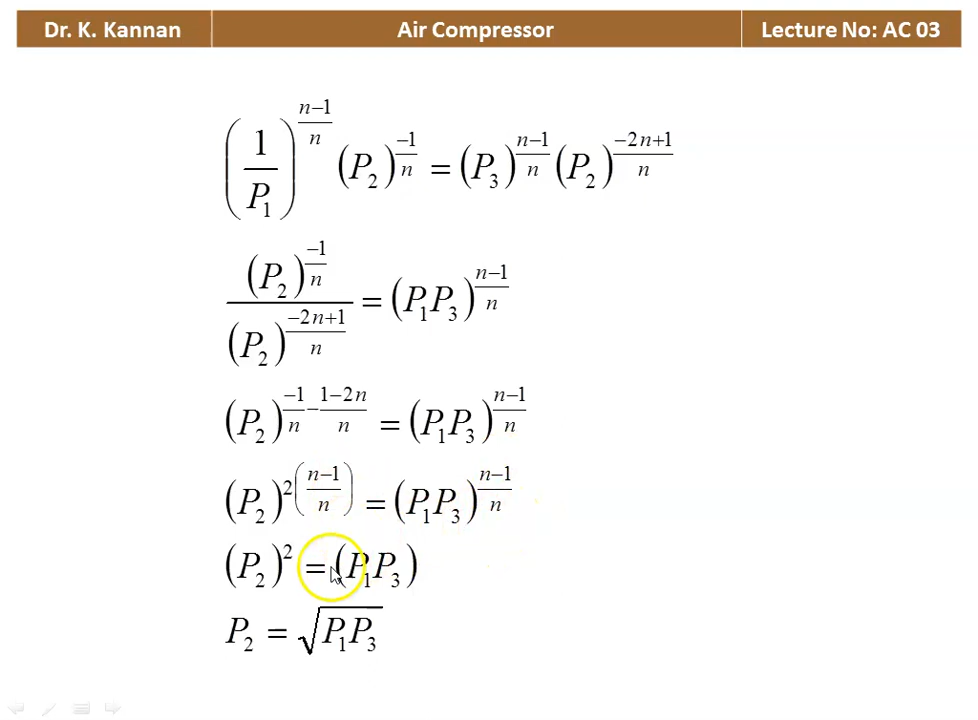 Dr. K. Kannan Air Compressor Lecture No: AC 03
(1/P₁)^((n−1)/n) (P₂)^(−1/n) = (P₃)^((n−1)/n) (P₂)^((−2n+1)/n)
(P₂)^(−1/n) / (P₂)^((−2n+1)/n) = (P₁P₃)^((n−1)/n)
(P₂)^(−1/n − (1−2n)/n) = (P₁P₃)^((n−1)/n)
(P₂)^(2((n−1)/n)) = (P₁P₃)^((n−1)/n)
(P₂)² = (P₁P₃)
P₂ = √(P₁P₃)